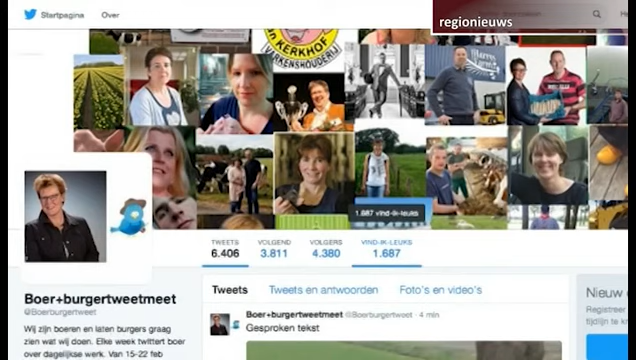 regionieuws
Startpagina Over
KERKHOF
VARKENSHOUDERIJ
1.687 vind-ik-leuks
TWEETS VOLGEND VOLGERS VIND-IK-LEUKS
6.406 3.811 4.380 1.687
Boer+burgertweetmeet
@Boerburgertweet
Wij zijn boeren en laten burgers graag
zien wat wij doen. Elke week twittert boer
over dagelijkse werk. Van 15-22 feb
Tweets Tweets en antwoorden Foto's en video's
Boer+burgertweetmeet @Boerburgertweet · 4 min
Gesproken tekst
Nieuw
Registreer
tijdlijn te